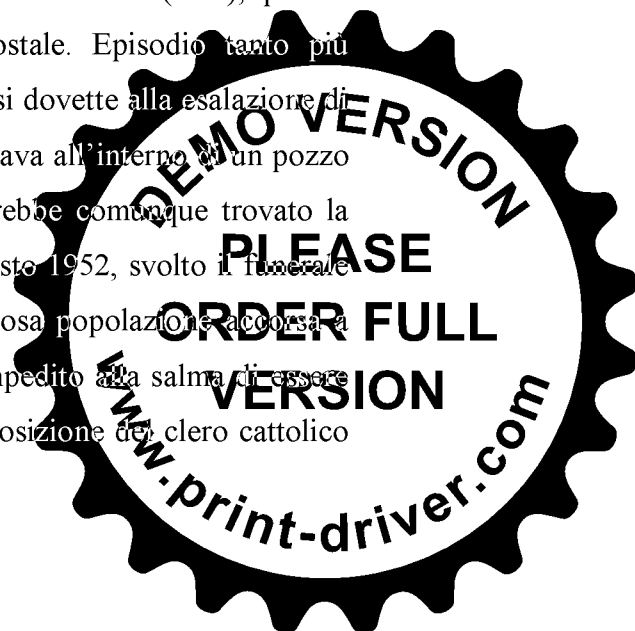 ostale. Episodio tanto più
si dovette alla esalazione di
ava all'interno di un pozzo
rebbe comunque trovato la
sto 1952, svolto il funerale
osa popolazione accorsa a
mpedito alla salma di essere
osizione del clero cattolico
DEMO VERSION
PLEASE
ORDER FULL
VERSION
www.print-driver.com